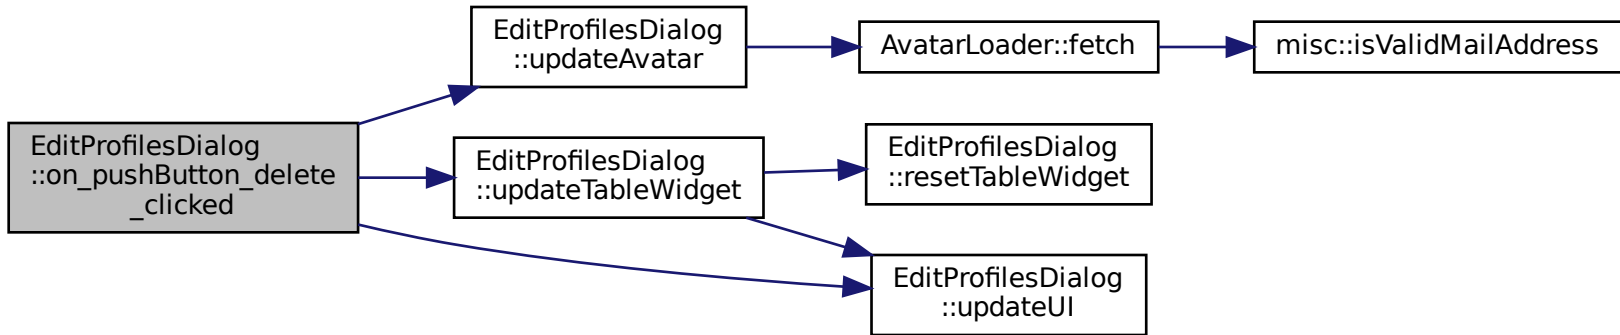 EditProfilesDialog
::on_pushButton_delete
_clicked
EditProfilesDialog
::updateAvatar
AvatarLoader::fetch
misc::isValidMailAddress
EditProfilesDialog
::updateTableWidget
EditProfilesDialog
::resetTableWidget
EditProfilesDialog
::updateUI